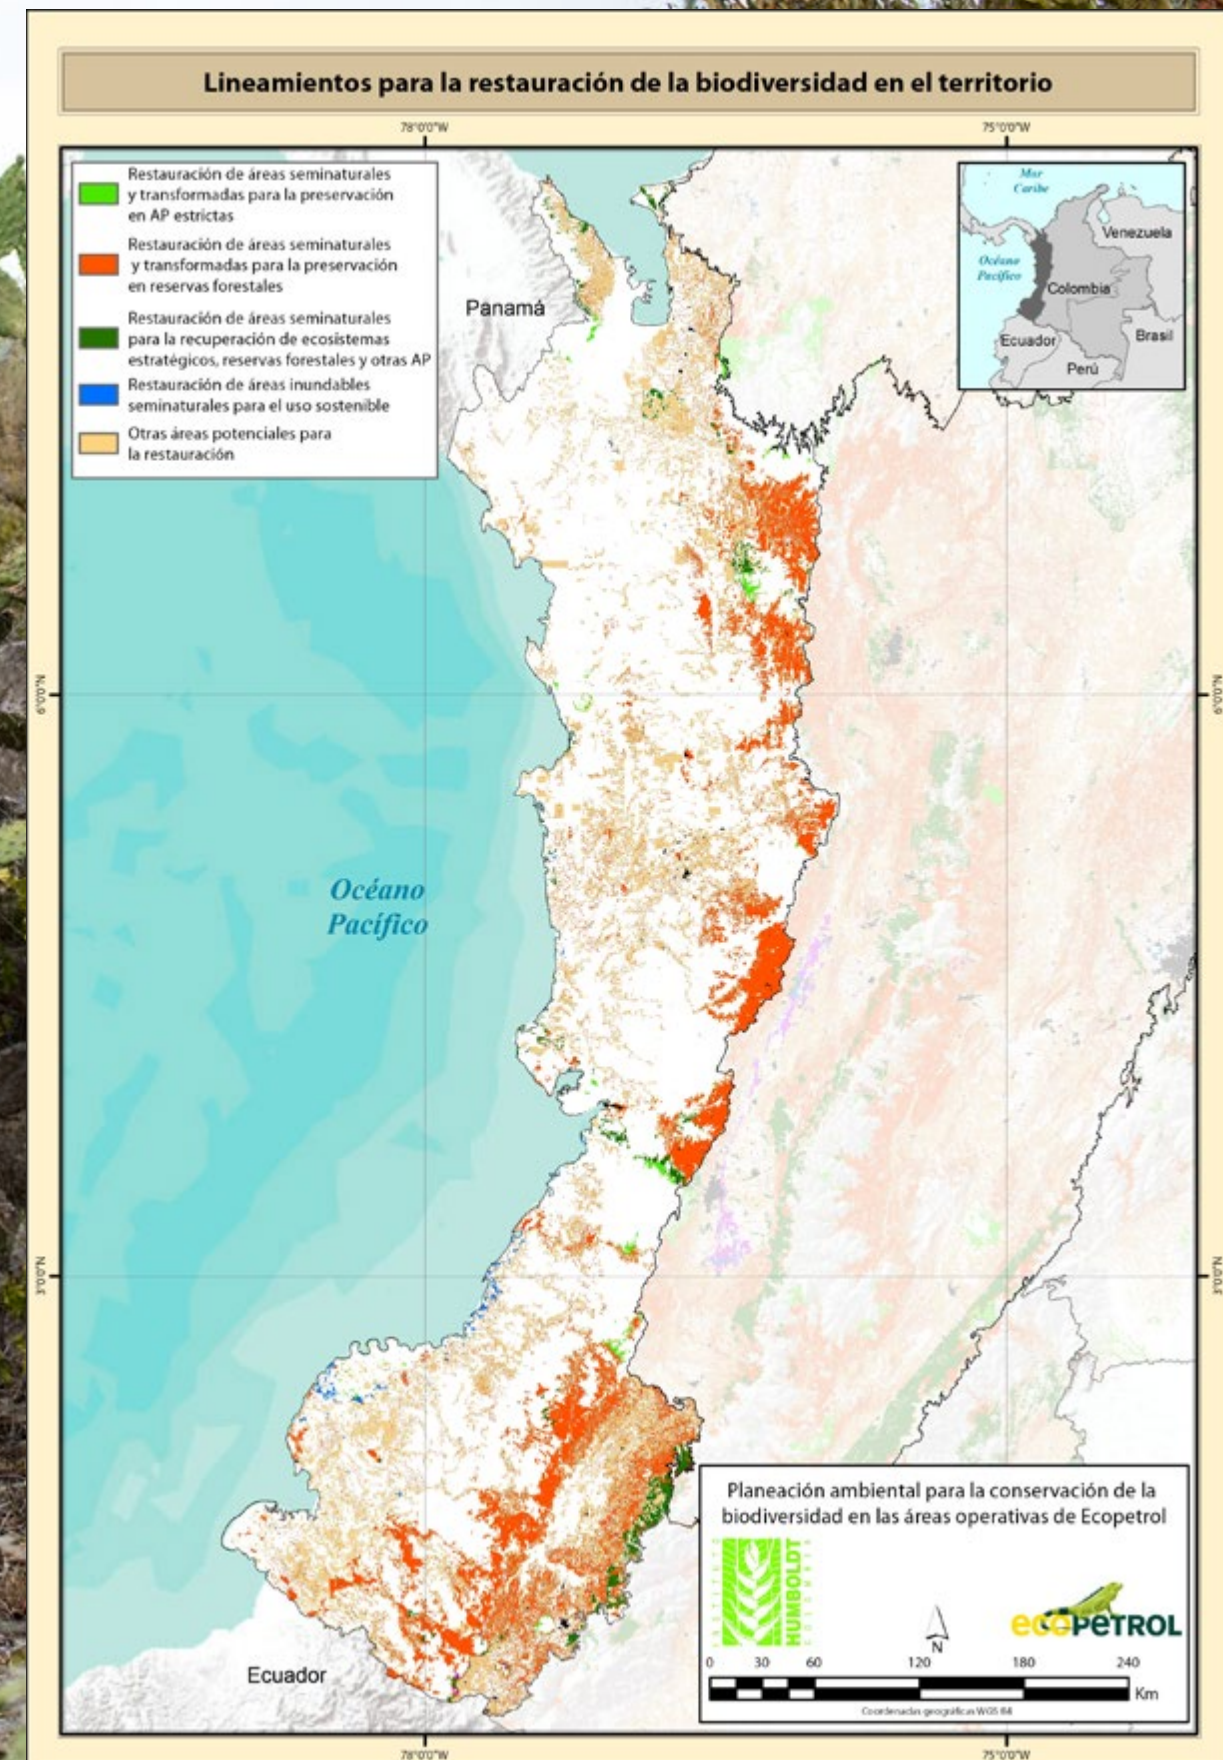 Lineamientos para la restauración de la biodiversidad en el territorio
78°0'0"W
75°0'0"W
Restauración de áreas seminaturales
y transformadas para la preservación
en AP estrictas
Restauración de áreas seminaturales
y transformadas para la preservación
en reservas forestales
Restauración de áreas seminaturales
para la recuperación de ecosistemas
estratégicos, reservas forestales y otras AP
Restauración de áreas inundables
seminaturales para el uso sostenible
Otras áreas potenciales para
la restauración
Mar
Caribe
Venezuela
Océano
Pacífico
Colombia
Ecuador
Brasil
Perú
Panamá
6°0'0"N
6°0'0"N
Océano
Pacífico
3°0'0"N
3°0'0"N
Ecuador
Planeación ambiental para la conservación de la
biodiversidad en las áreas operativas de Ecopetrol
INSTITUTO
HUMBOLDT
COLOMBIA
ecoPETROL
N
0 30 60 120 180 240
Km
Coordenadas geográficas WGS 84
78°0'0"W
75°0'0"W